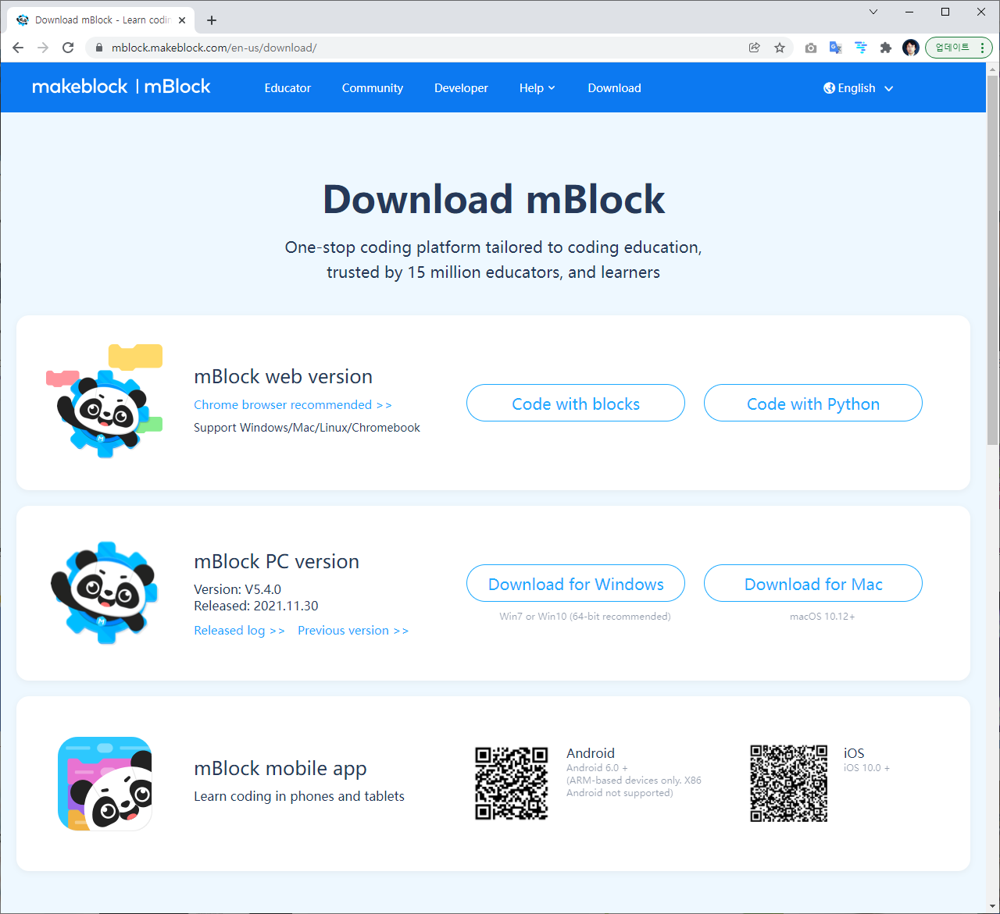 Download mBlock - Learn codin
mblock.makeblock.com/en-us/download/
업데이트
makeblock | mBlock
Educator
Community
Developer
Help
Download
English
Download mBlock
One-stop coding platform tailored to coding education,
trusted by 15 million educators, and learners
mBlock web version
Chrome browser recommended >>
Support Windows/Mac/Linux/Chromebook
Code with blocks
Code with Python
mBlock PC version
Version: V5.4.0
Released: 2021.11.30
Released log >>
Previous version >>
Download for Windows
Win7 or Win10 (64-bit recommended)
Download for Mac
macOS 10.12+
mBlock mobile app
Learn coding in phones and tablets
Android
Android 6.0 +
(ARM-based devices only. X86
Android not supported)
iOS
iOS 10.0 +